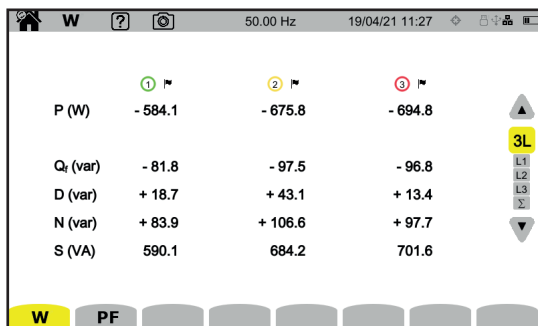 W ? 50.00 Hz 19/04/21 11:27
1 2 3
P (W) - 584.1 - 675.8 - 694.8
3L
L1
Qf (var) - 81.8 - 97.5 - 96.8
L2
D (var) + 18.7 + 43.1 + 13.4
L3
Σ
N (var) + 83.9 + 106.6 + 97.7
S (VA) 590.1 684.2 701.6
W PF